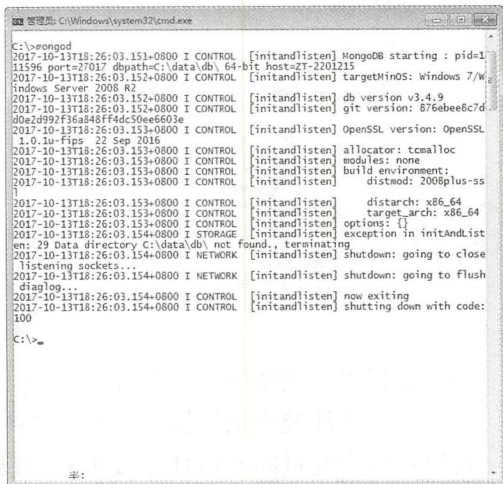 管理员: C:\Windows\system32\cmd.exe
C:\>mongod
2017-10-13T18:26:03.151+0800 I CONTROL  [initandlisten] MongoDB starting : pid=1
11596 port=27017 dbpath=C:\data\db\ 64-bit host=ZT-2201215
2017-10-13T18:26:03.152+0800 I CONTROL  [initandlisten] targetMinOS: Windows 7/W
indows Server 2008 R2
2017-10-13T18:26:03.152+0800 I CONTROL  [initandlisten] db version v3.4.9
2017-10-13T18:26:03.152+0800 I CONTROL  [initandlisten] git version: 876ebee8c7d
d0e2d992f36a848ff4dc50ee6603e
2017-10-13T18:26:03.153+0800 I CONTROL  [initandlisten] OpenSSL version: OpenSSL
 1.0.1u-fips  22 Sep 2016
2017-10-13T18:26:03.153+0800 I CONTROL  [initandlisten] allocator: tcmalloc
2017-10-13T18:26:03.153+0800 I CONTROL  [initandlisten] modules: none
2017-10-13T18:26:03.153+0800 I CONTROL  [initandlisten] build environment:
2017-10-13T18:26:03.153+0800 I CONTROL  [initandlisten]     distmod: 2008plus-ss
l
2017-10-13T18:26:03.153+0800 I CONTROL  [initandlisten]     distarch: x86_64
2017-10-13T18:26:03.153+0800 I CONTROL  [initandlisten]     target_arch: x86_64
2017-10-13T18:26:03.153+0800 I CONTROL  [initandlisten] options: {}
2017-10-13T18:26:03.153+0800 I STORAGE  [initandlisten] exception in initAndList
en: 29 Data directory C:\data\db\ not found., terminating
2017-10-13T18:26:03.154+0800 I NETWORK  [initandlisten] shutdown: going to close
 listening sockets...
2017-10-13T18:26:03.154+0800 I NETWORK  [initandlisten] shutdown: going to flush
 diaglog...
2017-10-13T18:26:03.154+0800 I CONTROL  [initandlisten] now exiting
2017-10-13T18:26:03.154+0800 I CONTROL  [initandlisten] shutting down with code:
100
C:\>_
半: